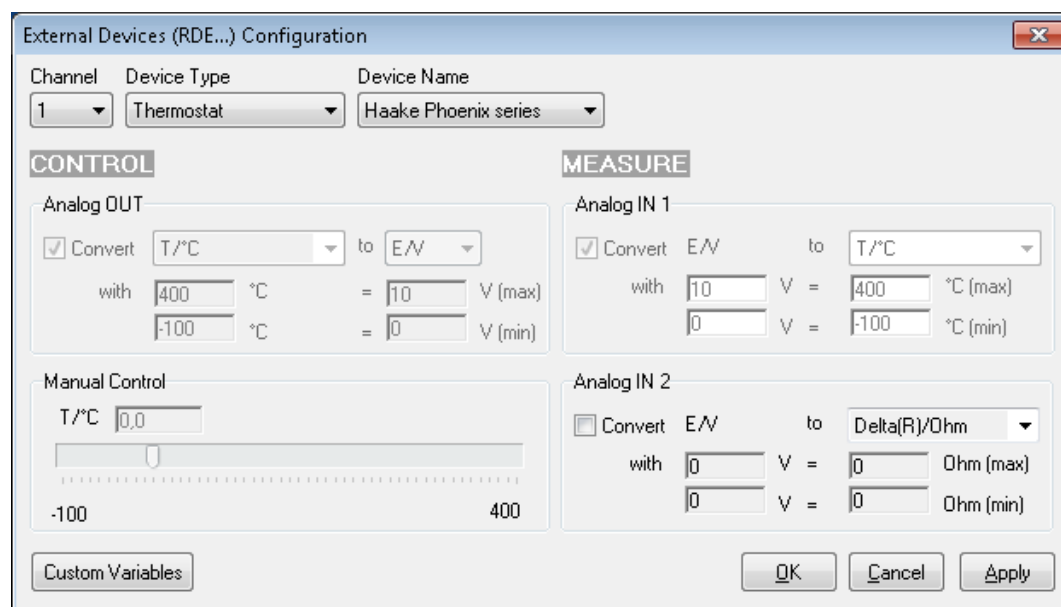 External Devices (RDE...) Configuration
Channel Device Type Device Name
1 Thermostat Haake Phoenix series
CONTROL
Analog OUT
Convert T/°C to E/V
with 400 °C = 10 V (max)
-100 °C = 0 V (min)
Manual Control
T/°C 0,0
-100 400
MEASURE
Analog IN 1
Convert E/V to T/°C
with 10 V = 400 °C (max)
0 V = -100 °C (min)
Analog IN 2
Convert E/V to Delta(R)/Ohm
with 0 V = 0 Ohm (max)
0 V = 0 Ohm (min)
Custom Variables OK Cancel Apply